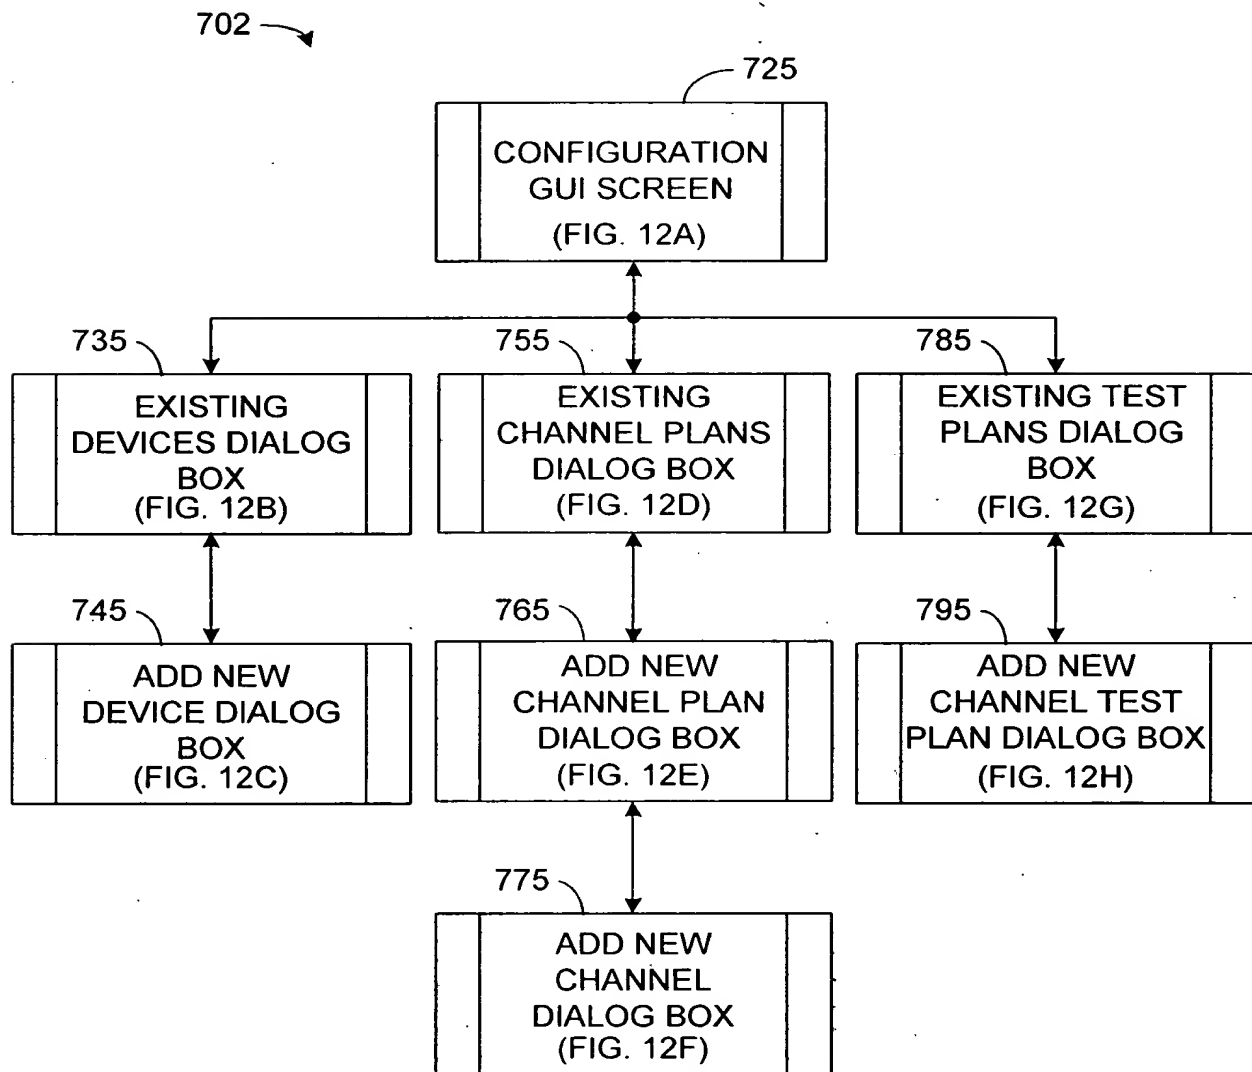 702
725
CONFIGURATION
GUI SCREEN
(FIG. 12A)
735
EXISTING
DEVICES DIALOG
BOX
(FIG. 12B)
755
EXISTING
CHANNEL PLANS
DIALOG BOX
(FIG. 12D)
785
EXISTING TEST
PLANS DIALOG
BOX
(FIG. 12G)
745
ADD NEW
DEVICE DIALOG
BOX
(FIG. 12C)
765
ADD NEW
CHANNEL PLAN
DIALOG BOX
(FIG. 12E)
795
ADD NEW
CHANNEL TEST
PLAN DIALOG BOX
(FIG. 12H)
775
ADD NEW
CHANNEL
DIALOG BOX
(FIG. 12F)